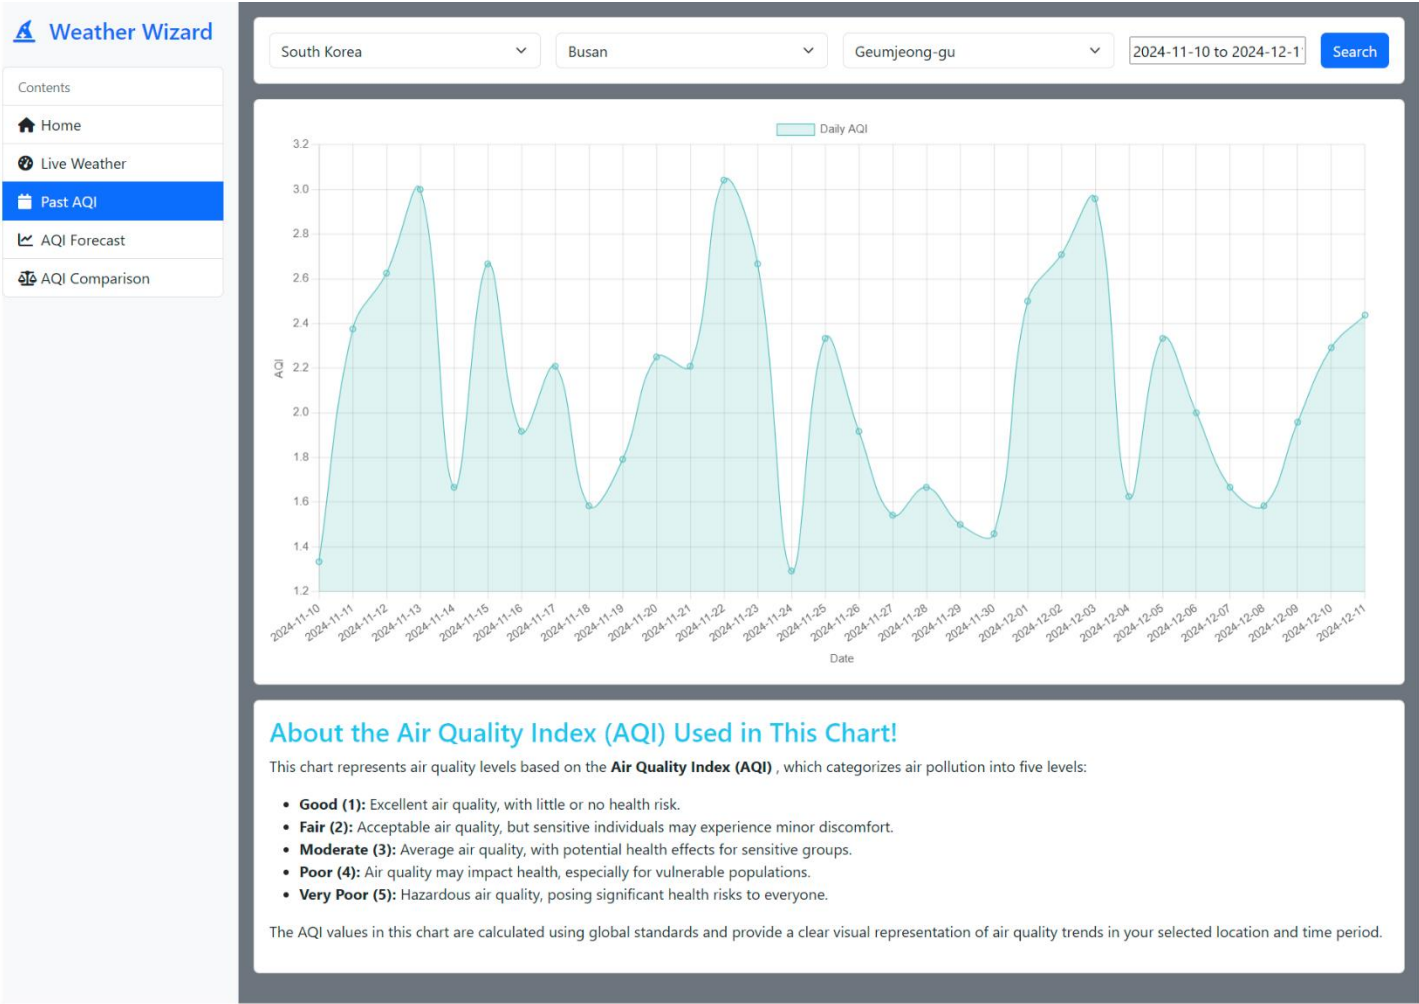 Weather Wizard
Contents
Home
Live Weather
Past AQI
AQI Forecast
AQI Comparison
South Korea
Busan
Geumjeong-gu
2024-11-10 to 2024-12-1
Search
Daily AQI
3.2
3.0
2.8
2.6
2.4
2.2
2.0
1.8
1.6
1.4
1.2
AQI
2024-11-10
2024-11-11
2024-11-12
2024-11-13
2024-11-14
2024-11-15
2024-11-16
2024-11-17
2024-11-18
2024-11-19
2024-11-20
2024-11-21
2024-11-22
2024-11-23
2024-11-24
2024-11-25
2024-11-26
2024-11-27
2024-11-28
2024-11-29
2024-11-30
2024-12-01
2024-12-02
2024-12-03
2024-12-04
2024-12-05
2024-12-06
2024-12-07
2024-12-08
2024-12-09
2024-12-10
2024-12-11
Date
About the Air Quality Index (AQI) Used in This Chart!
This chart represents air quality levels based on the Air Quality Index (AQI) , which categorizes air pollution into five levels:
• Good (1): Excellent air quality, with little or no health risk.
• Fair (2): Acceptable air quality, but sensitive individuals may experience minor discomfort.
• Moderate (3): Average air quality, with potential health effects for sensitive groups.
• Poor (4): Air quality may impact health, especially for vulnerable populations.
• Very Poor (5): Hazardous air quality, posing significant health risks to everyone.
The AQI values in this chart are calculated using global standards and provide a clear visual representation of air quality trends in your selected location and time period.